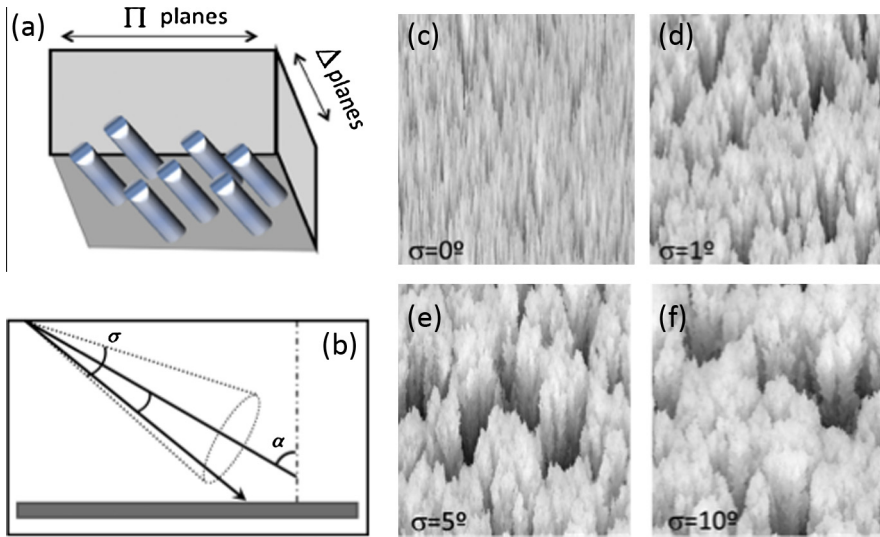 (a)
Π planes
Δ planes
(b)
σ
α
(c)
σ=0º
(d)
σ=1º
(e)
σ=5º
(f)
σ=10º